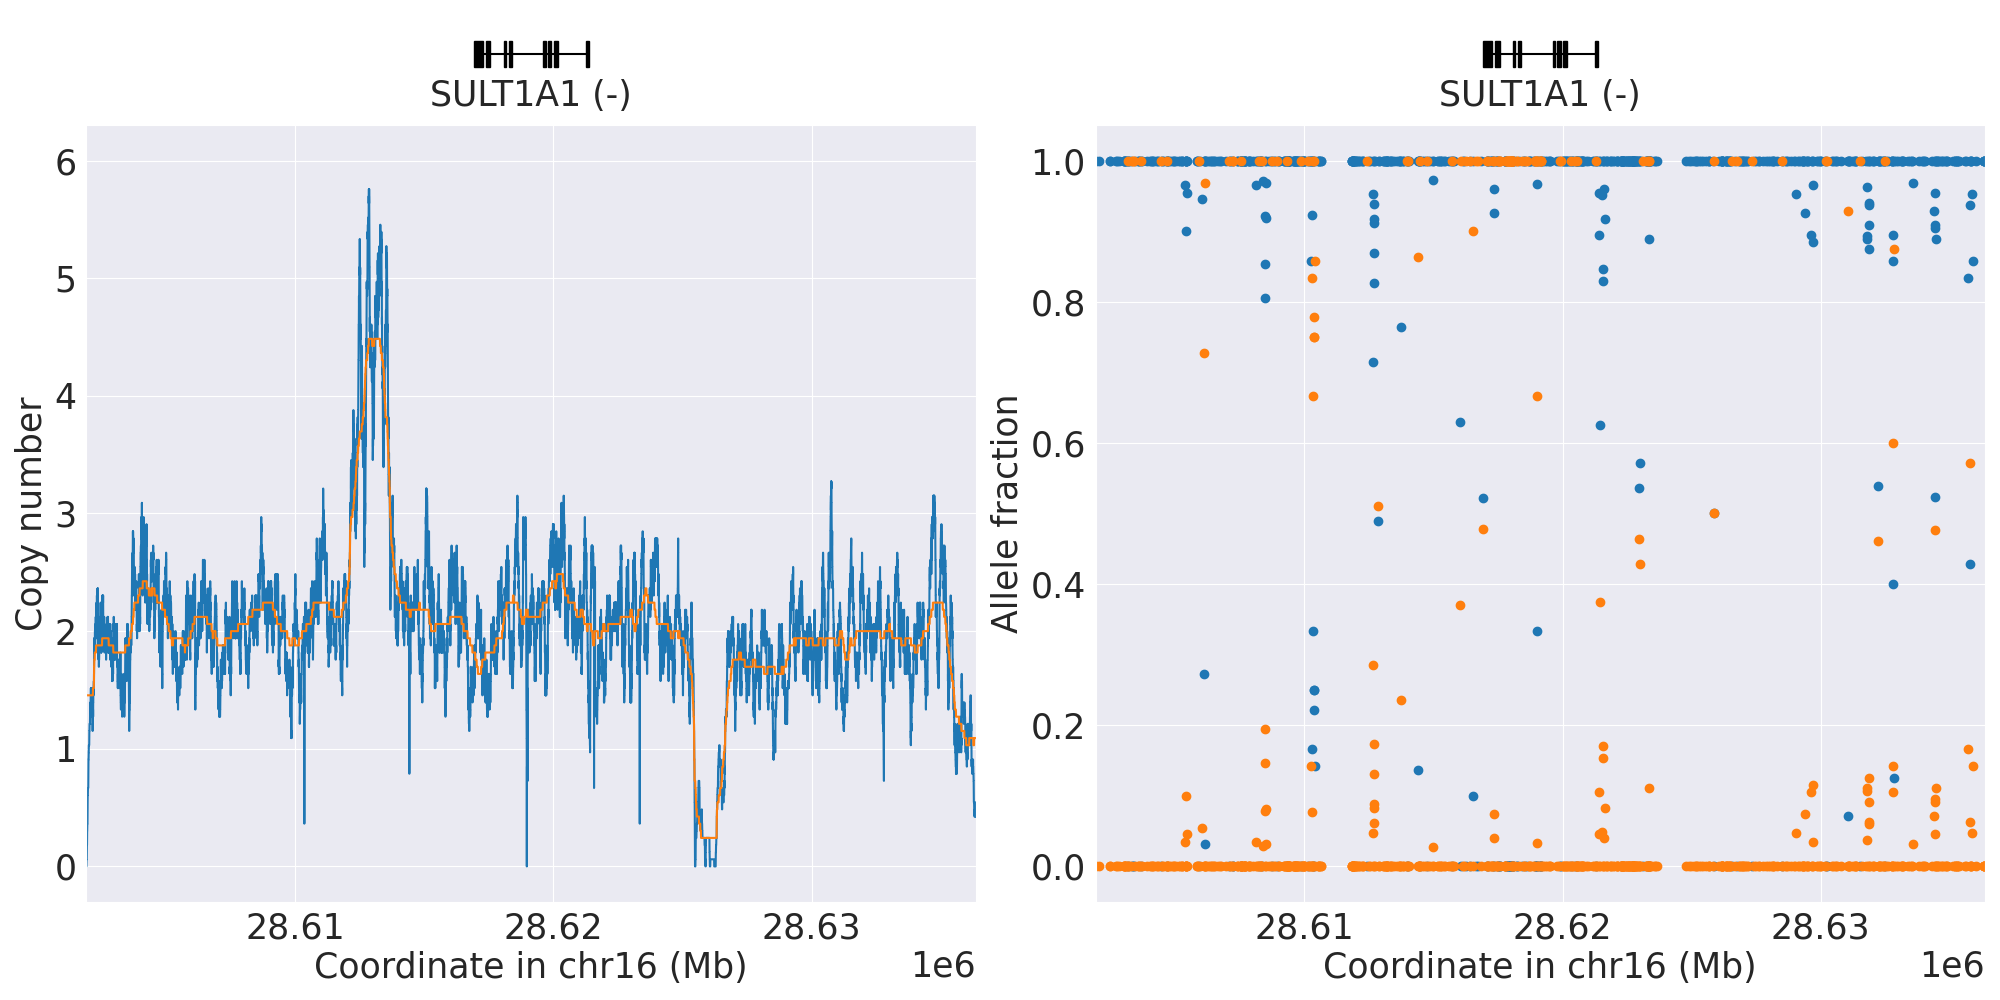 SULT1A1 (-)
6
5
4
3
2
1
0
Copy number
28.61
28.62
28.63
Coordinate in chr16 (Mb)
1e6
SULT1A1 (-)
1.0
0.8
0.6
0.4
0.2
0.0
Allele fraction
28.61
28.62
28.63
Coordinate in chr16 (Mb)
1e6